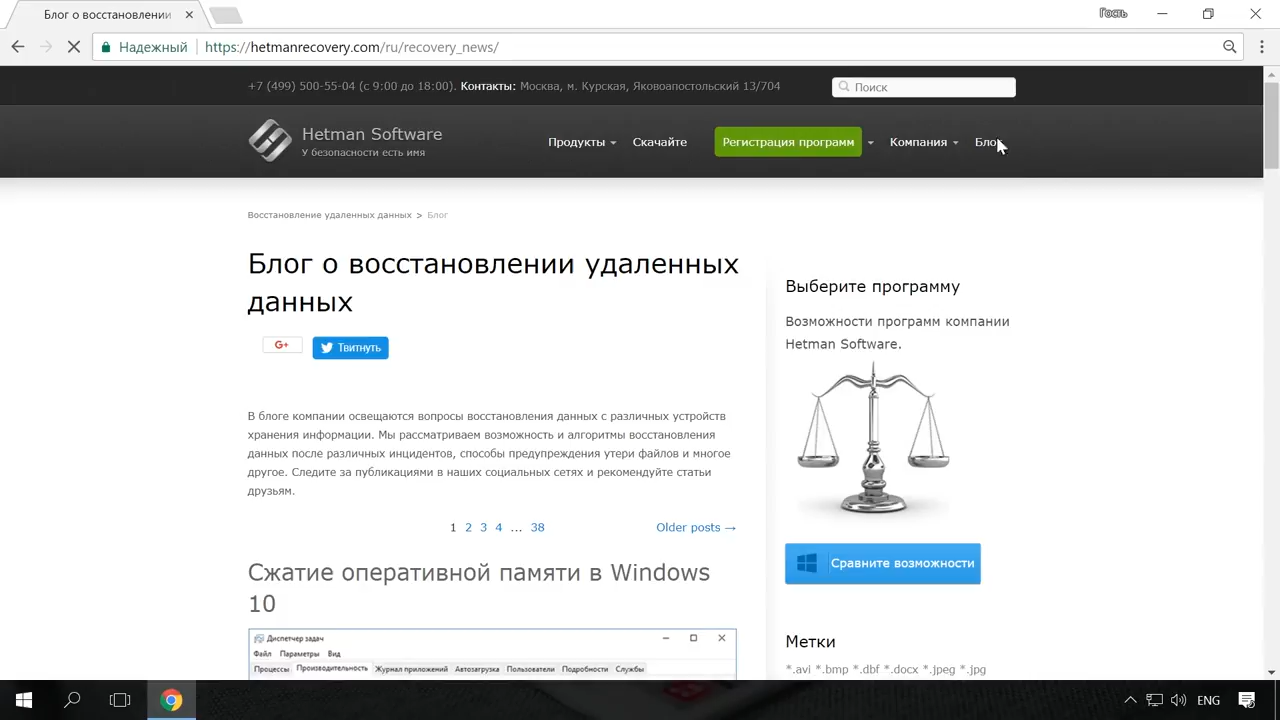 Блог о восстановлении
Гость
Надежный
https://hetmanrecovery.com/ru/recovery_news/
+7 (499) 500-55-04 (с 9:00 до 18:00). Контакты: Москва, м. Курская, Яковоапостольский 13/704
Поиск
Hetman Software
У безопасности есть имя
Продукты
Скачайте
Регистрация программ
Компания
Блог
Восстановление удаленных данных > Блог
Блог о восстановлении удаленных
данных
G+
Твитнуть
В блоге компании освещаются вопросы восстановления данных с различных устройств
хранения информации. Мы рассматриваем возможность и алгоритмы восстановления
данных после различных инцидентов, способы предупреждения утери файлов и многое
другое. Следите за публикациями в наших социальных сетях и рекомендуйте статьи
друзьям.
1 2 3 4 ... 38
Older posts →
Сжатие оперативной памяти в Windows
10
Диспетчер задач
Файл Параметры Вид
Процессы Производительность Журнал приложений Автозагрузка Пользователи Подробности Службы
Выберите программу
Возможности программ компании
Hetman Software.
Сравните возможности
Метки
*.avi *.bmp *.dbf *.docx *.jpeg *.jpg
ENG